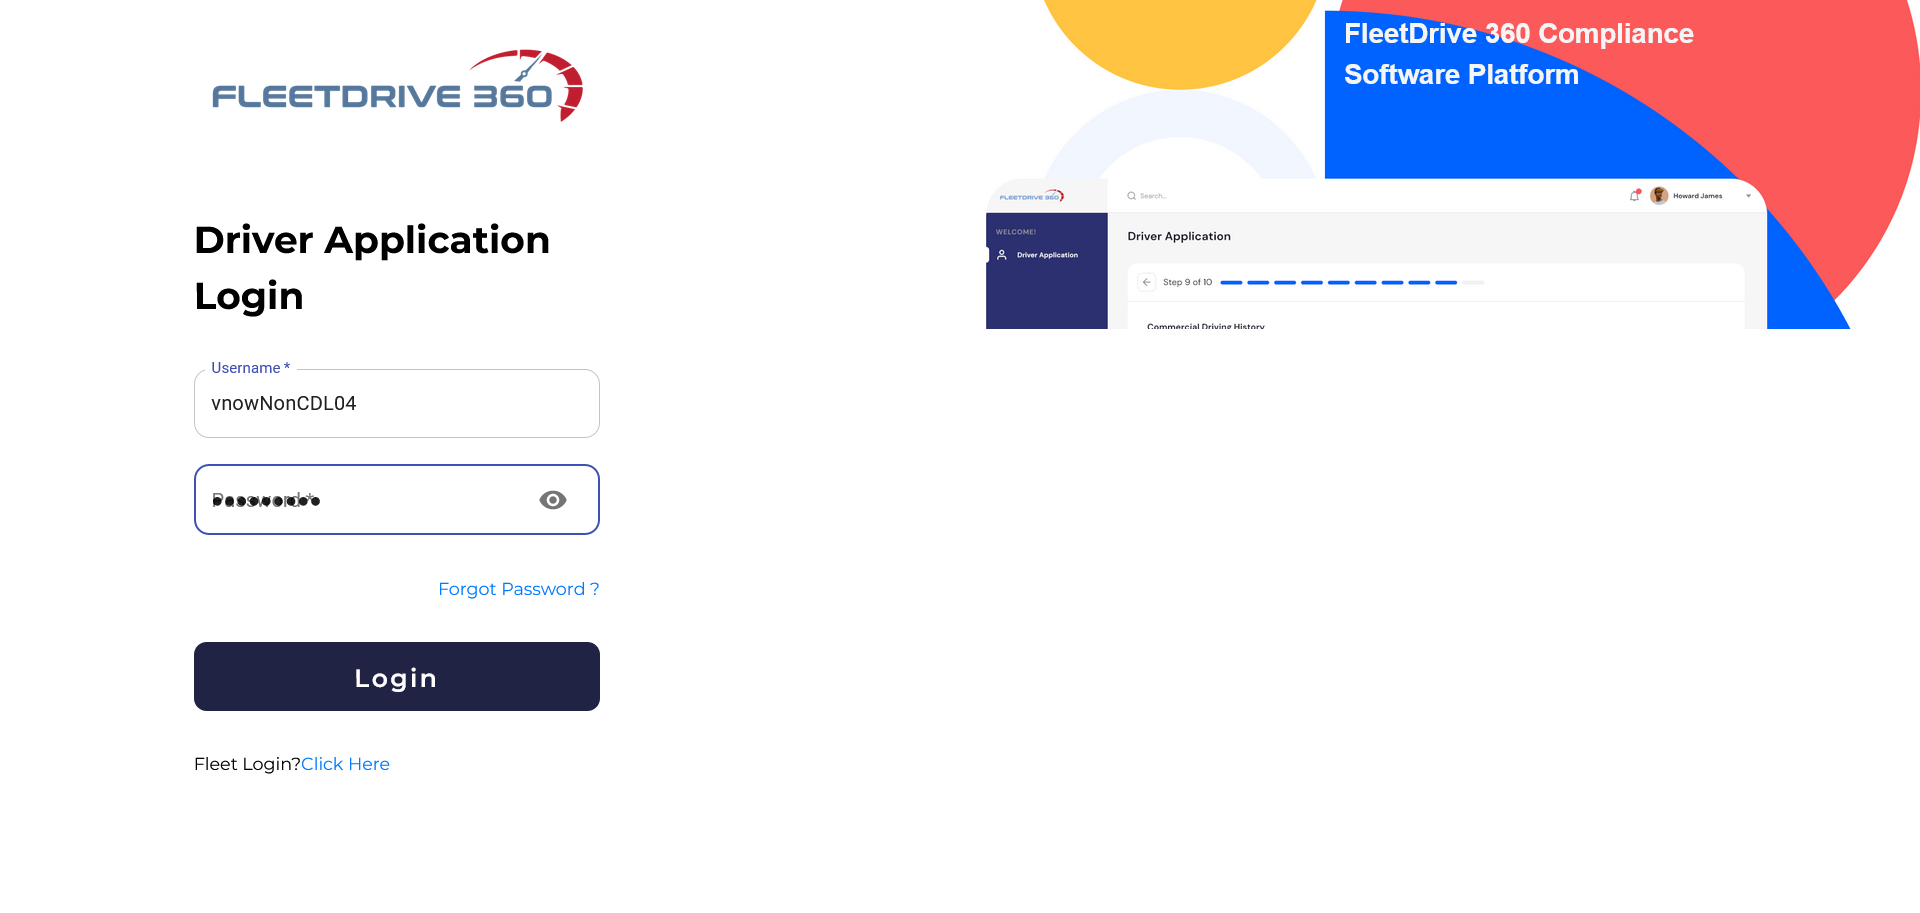 FLEETDRIVE 360
Driver Application
Login
Username *
vnowNonCDL04
Password *
Forgot Password ?
Login
Fleet Login?Click Here
FleetDrive 360 Compliance
Software Platform
FLEETDRIVE 360
Search...
Howard James
WELCOME!
Driver Application
Driver Application
Step 9 of 10
Commercial Driving History